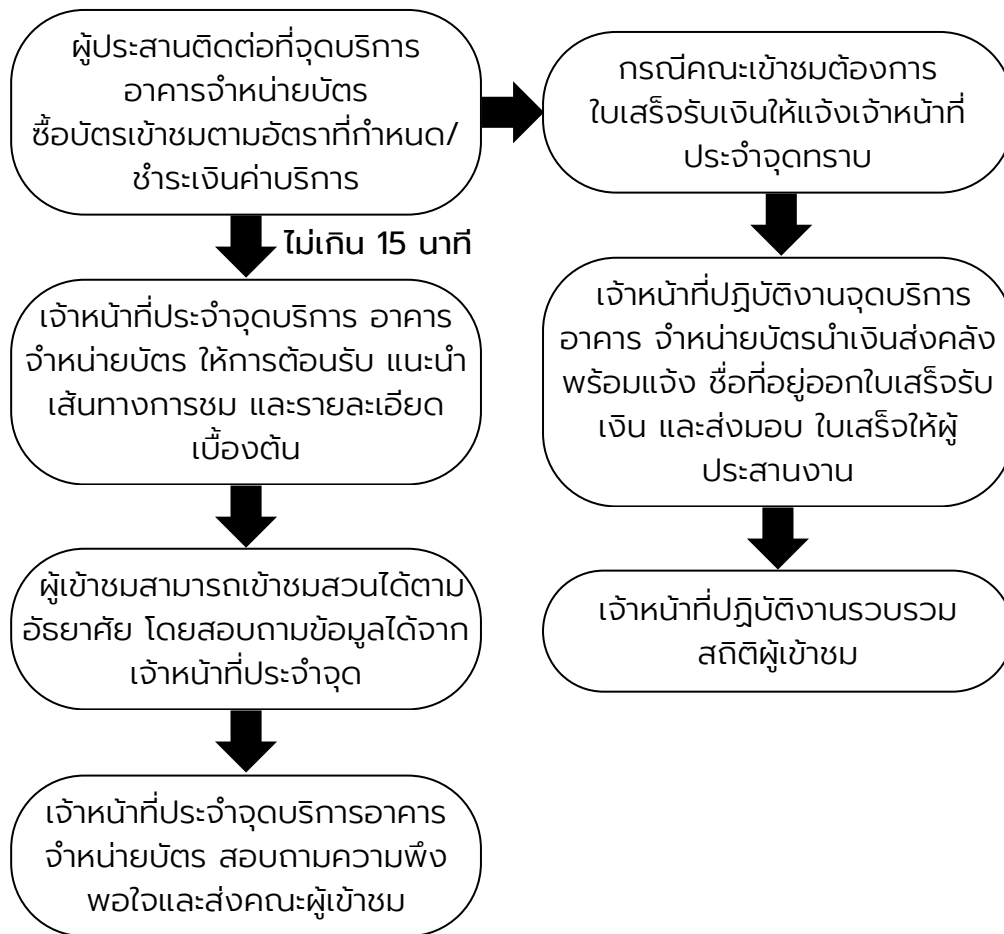 ผู้ประสานติดต่อที่จุดบริการ
อาคารจำหน่ายบัตร
ซื้อบัตรเข้าชมตามอัตราที่กำหนด/
ชำระเงินค่าบริการ
ไม่เกิน 15 นาที
เจ้าหน้าที่ประจำจุดบริการ อาคาร
จำหน่ายบัตร ให้การต้อนรับ แนะนำ
เส้นทางการชม และรายละเอียด
เบื้องต้น
ผู้เข้าชมสามารถเข้าชมสวนได้ตาม
อัธยาศัย โดยสอบถามข้อมูลได้จาก
เจ้าหน้าที่ประจำจุด
เจ้าหน้าที่ประจำจุดบริการอาคาร
จำหน่ายบัตร สอบถามความพึง
พอใจและส่งคณะผู้เข้าชม
กรณีคณะเข้าชมต้องการ
ใบเสร็จรับเงินให้แจ้งเจ้าหน้าที่
ประจำจุดทราบ
เจ้าหน้าที่ปฏิบัติงานจุดบริการ
อาคาร จำหน่ายบัตรนำเงินส่งคลัง
พร้อมแจ้ง ชื่อที่อยู่ออกใบเสร็จรับ
เงิน และส่งมอบ ใบเสร็จให้ผู้
ประสานงาน
เจ้าหน้าที่ปฏิบัติงานรวบรวม
สถิติผู้เข้าชม